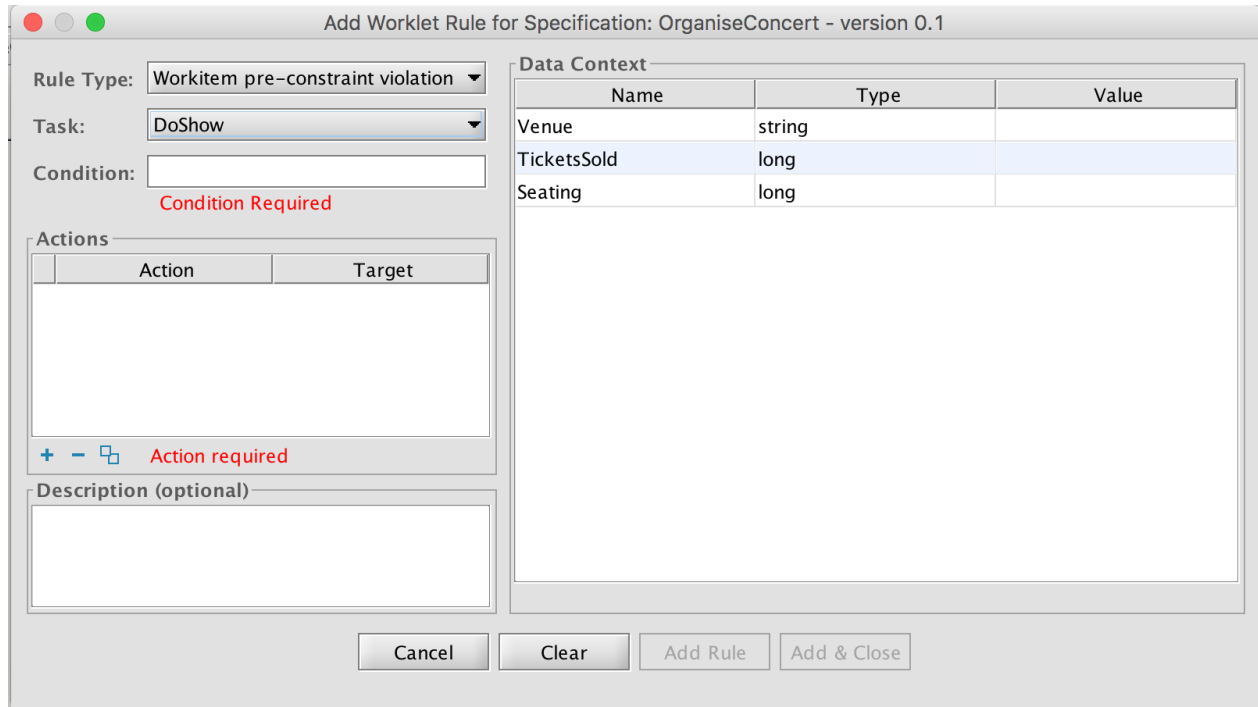 Add Worklet Rule for Specification: OrganiseConcert - version 0.1
Rule Type: Workitem pre-constraint violation
Task: DoShow
Condition:
Condition Required
Actions
Action Target
+ − Action required
Description (optional)
Data Context
Name Type Value
Venue string
TicketsSold long
Seating long
Cancel Clear Add Rule Add & Close